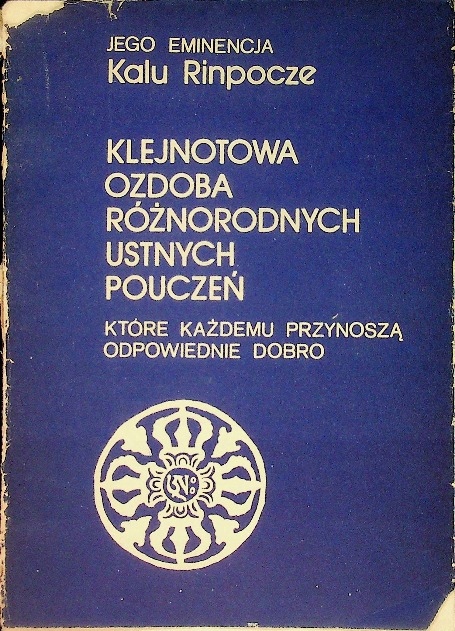 JEGO EMINENCJA
Kalu Rinpocze
KLEJNOTOWA
OZDOBA
RÓŻNORODNYCH
USTNYCH
POUCZEŃ
KTÓRE KAŻDEMU PRZYNOSZĄ
ODPOWIEDNIE DOBRO